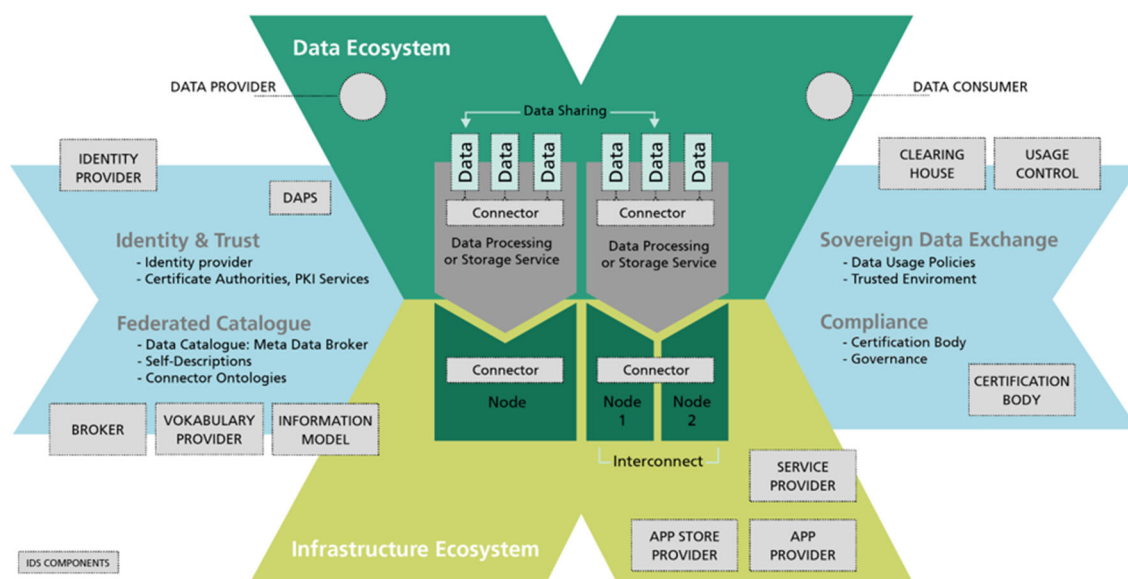 Data Ecosystem
DATA PROVIDER
DATA CONSUMER
Data Sharing
Data
Data
Data
Data
Data
Data
Connector
Connector
Data Processing
or Storage Service
Data Processing
or Storage Service
IDENTITY
PROVIDER
DAPS
Identity & Trust
- Identity provider
- Certificate Authorities, PKI Services
Federated Catalogue
- Data Catalogue: Meta Data Broker
- Self-Descriptions
- Connector Ontologies
BROKER
VOKABULARY
PROVIDER
INFORMATION
MODEL
CLEARING
HOUSE
USAGE
CONTROL
Sovereign Data Exchange
- Data Usage Policies
- Trusted Enviroment
Compliance
- Certification Body
- Governance
CERTIFICATION
BODY
Connector
Node
Connector
Node
1
Node
2
Interconnect
SERVICE
PROVIDER
APP STORE
PROVIDER
APP
PROVIDER
Infrastructure Ecosystem
IDS COMPONENTS